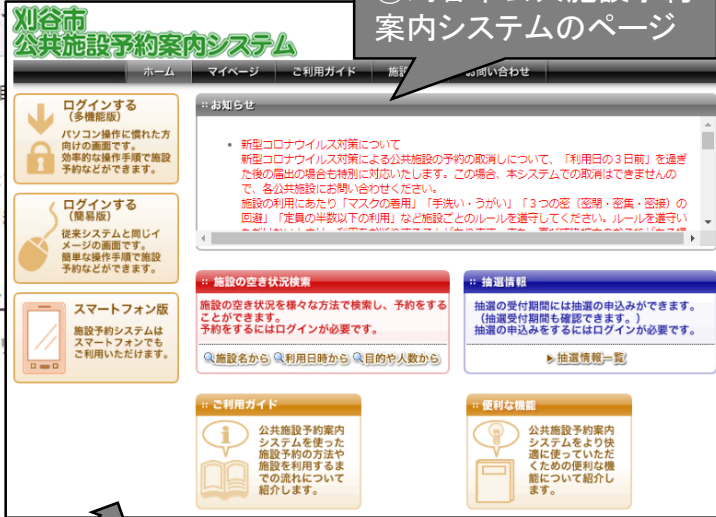 案内システムのページ
刈谷市
公共施設予約案内システム
ホーム マイページ ご利用ガイド 施設 お問い合わせ
ログインする
(多機能版)
パソコン操作に慣れた方
向けの画面です。
効率的な操作手順で施設
予約などができます。
ログインする
(簡易版)
従来システムと同じイ
メージの画面です。
簡単な操作手順で施設
予約などができます。
スマートフォン版
施設予約システムは
スマートフォンでも
ご利用いただけます。
お知らせ
新型コロナウイルス対策について
新型コロナウイルス対策による公共施設の予約の取消しについて、「利用日の3日前」を過ぎ
た後の届出の場合も特別に対応いたします。この場合、本システムでの取消はできませんの
で、各公共施設にお問い合わせください。
施設の利用にあたり「マスクの着用」「手洗い・うがい」「3つの密(密閉・密集・密接)の
回避」「定員の半数以下の利用」など施設ごとのルールを遵守してください。ルールを遵守い
施設の空き状況検索
施設の空き状況を様々な方法で検索し、予約をする
ことができます。
予約をするにはログインが必要です。
施設名から 利用日時から 目的や人数から
抽選情報
抽選の受付期間には抽選の申込みができます。
(抽選受付期間も確認できます。)
抽選の申込みをするにはログインが必要です。
抽選情報一覧
ご利用ガイド
公共施設予約案内
システムを使った
施設予約の方法や
施設を利用するま
での流れについて
紹介します。
便利な機能
公共施設予約案内
システムをより快
適に使っていただ
くための便利な機
能について紹介し
ます。